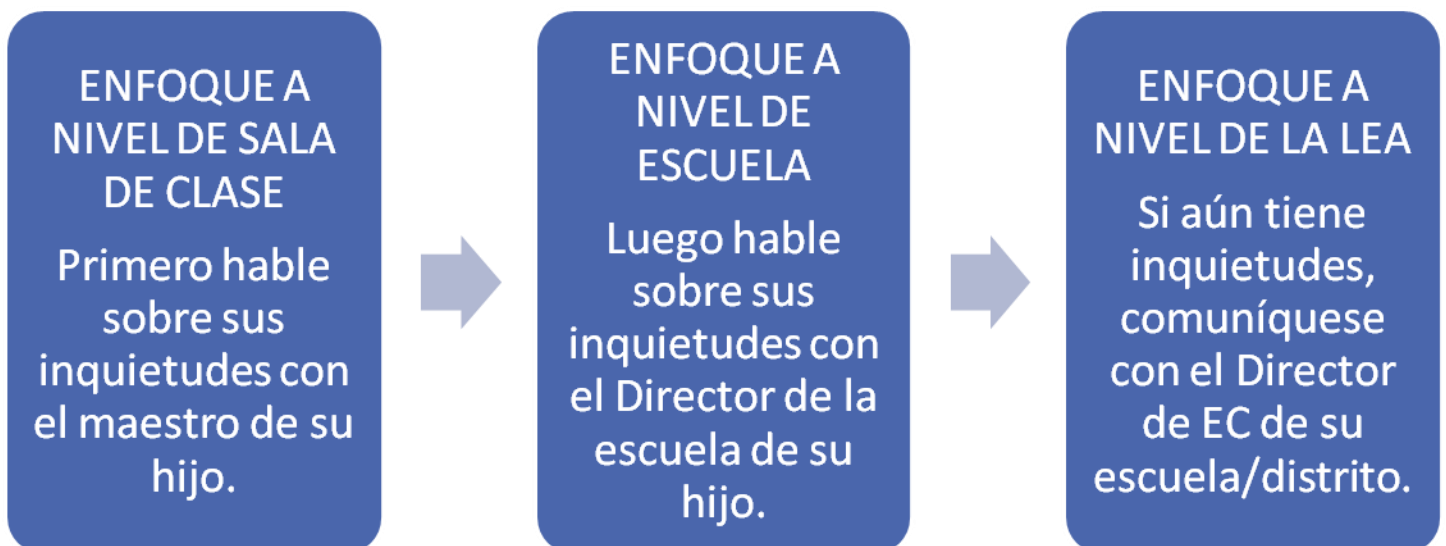 ENFOQUE A
NIVEL DE SALA
DE CLASE
Primero hable
sobre sus
inquietudes con
el maestro de su
hijo.
ENFOQUE A
NIVEL DE
ESCUELA
Luego hable
sobre sus
inquietudes con
el Director de la
escuela de su
hijo.
ENFOQUE A
NIVEL DE LA LEA
Si aún tiene
inquietudes,
comuníquese
con el Director
de EC de su
escuela/distrito.